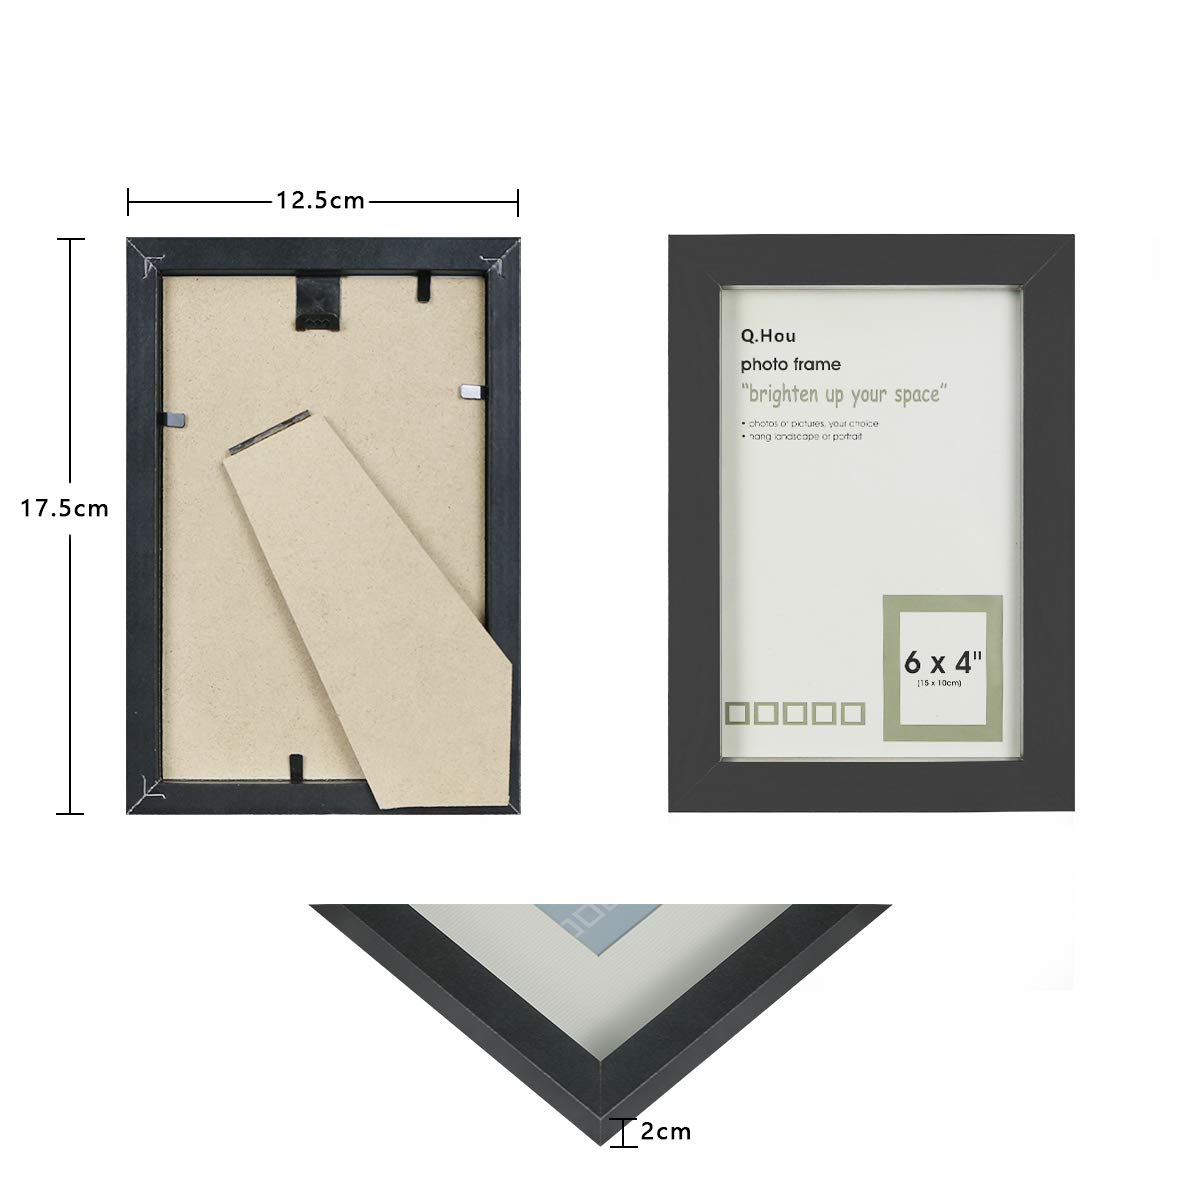 12.5cm
17.5cm
Q.Hou
photo frame
"brighten up your space"
• photos or pictures, your choice
• hang landscape or portrait
6 x 4"
(15 x 10cm)
2cm